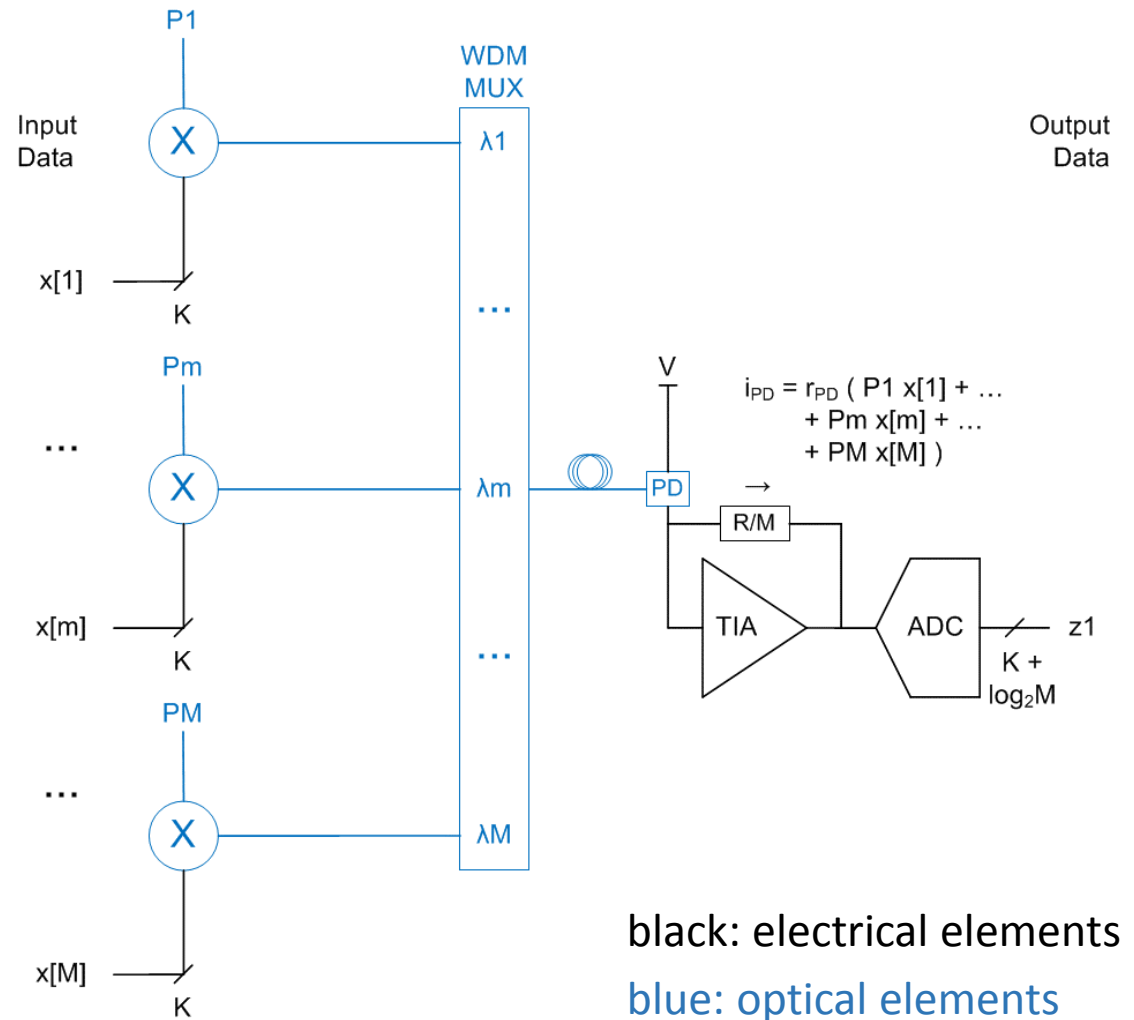 P1
WDM
MUX
Input
Data
X
λ1
Output
Data
x[1]
K
...
Pm
V
iPD = rPD ( P1 x[1] + …
+ Pm x[m] + …
+ PM x[M] )
...
X
λm
PD
→
R/M
x[m]
K
...
TIA
ADC
z1
K +
log₂M
PM
...
X
λM
x[M]
K
black: electrical elements
blue: optical elements